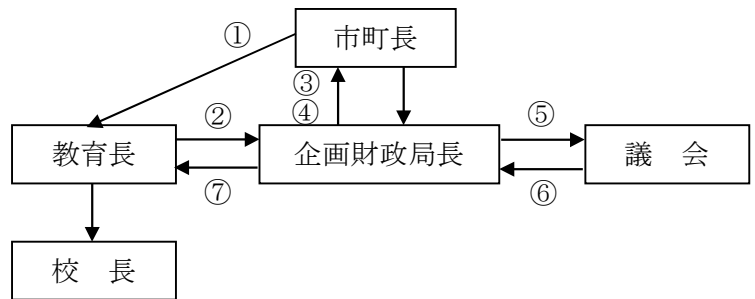 ①
市町長
③
④
②
⑤
教育長
企画財政局長
議　会
⑦
⑥
校　長